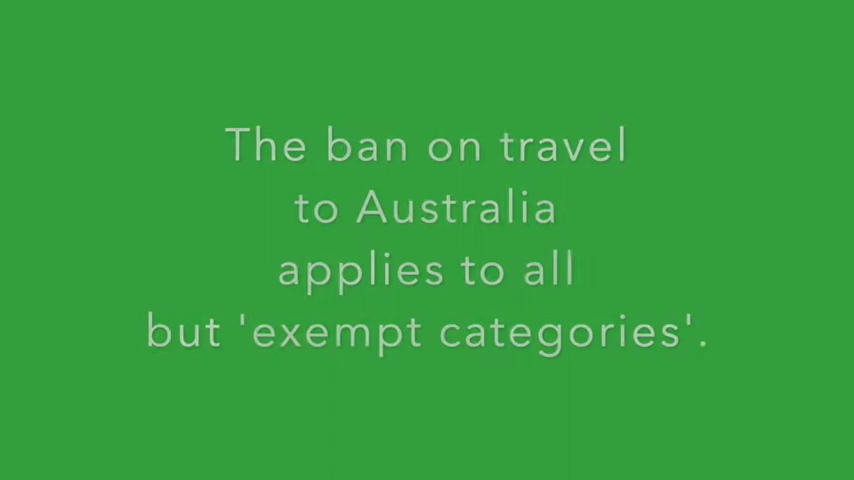 The ban on travel
to Australia
applies to all
but 'exempt categories'.